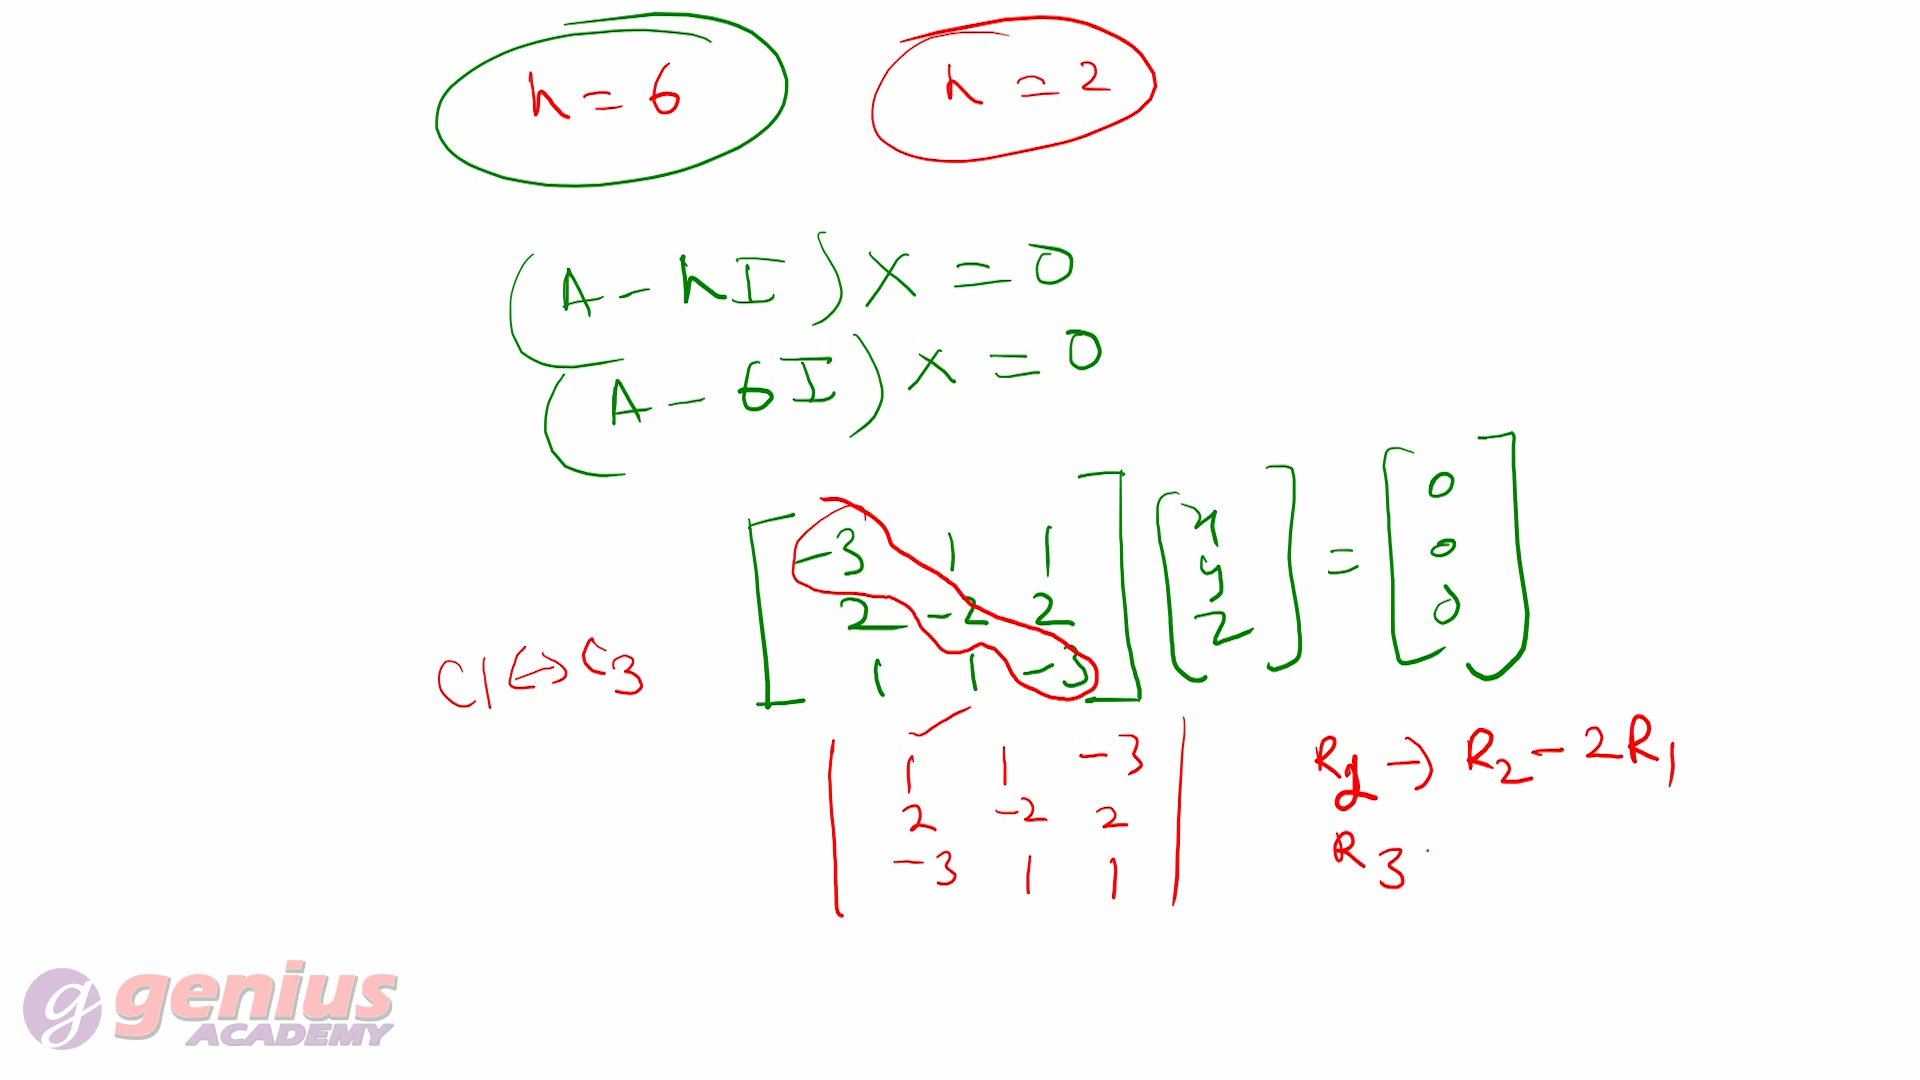 λ = 6 λ = 2
(A - λI) X = 0
(A - 6I) X = 0
[-3 1 1] [x] = [0]
[2 -2 2] [y] [0]
[1 1 -3] [z] [0]
C1 ↔ C3
| 1 1 -3 | R2 → R2 - 2R1
| 2 -2 2 |
| -3 1 1 | R3
genius
ACADEMY